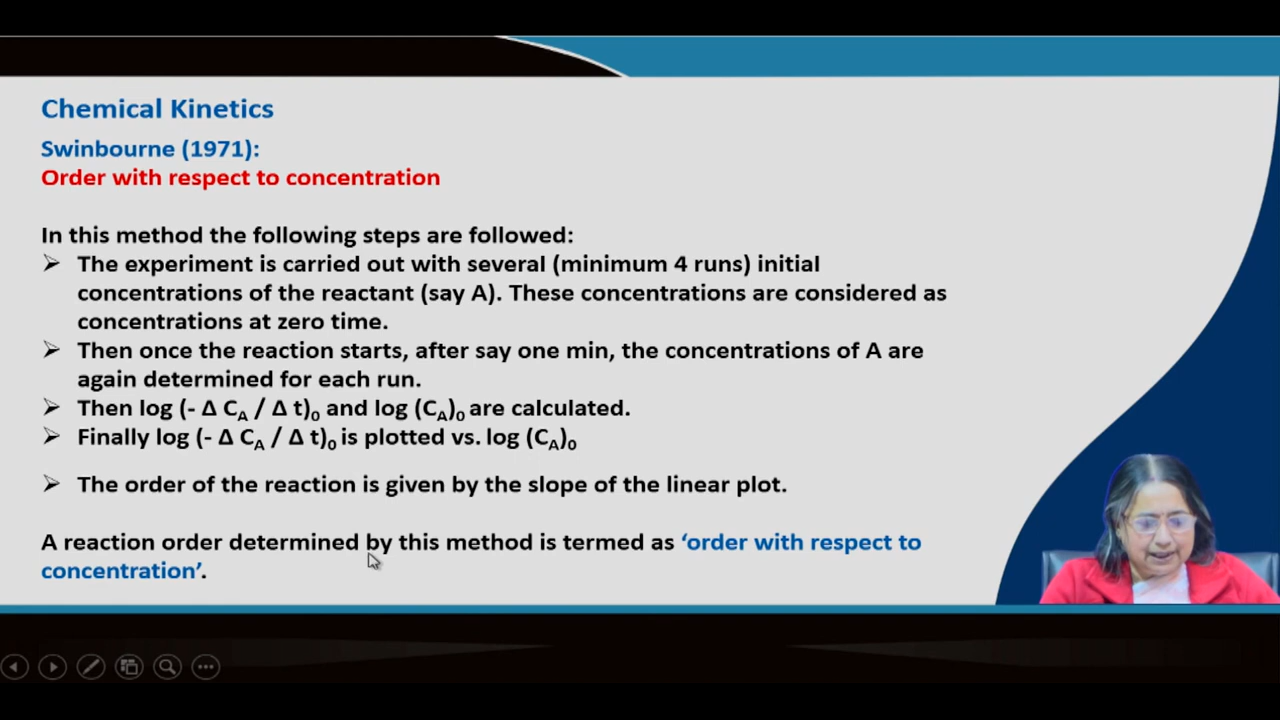 Chemical Kinetics
Swinbourne (1971):
Order with respect to concentration
In this method the following steps are followed:
➢ The experiment is carried out with several (minimum 4 runs) initial
concentrations of the reactant (say A). These concentrations are considered as
concentrations at zero time.
➢ Then once the reaction starts, after say one min, the concentrations of A are
again determined for each run.
➢ Then log (- Δ C_A / Δ t)₀ and log (C_A)₀ are calculated.
➢ Finally log (- Δ C_A / Δ t)₀ is plotted vs. log (C_A)₀
➢ The order of the reaction is given by the slope of the linear plot.
A reaction order determined by this method is termed as ‘order with respect to
concentration’.